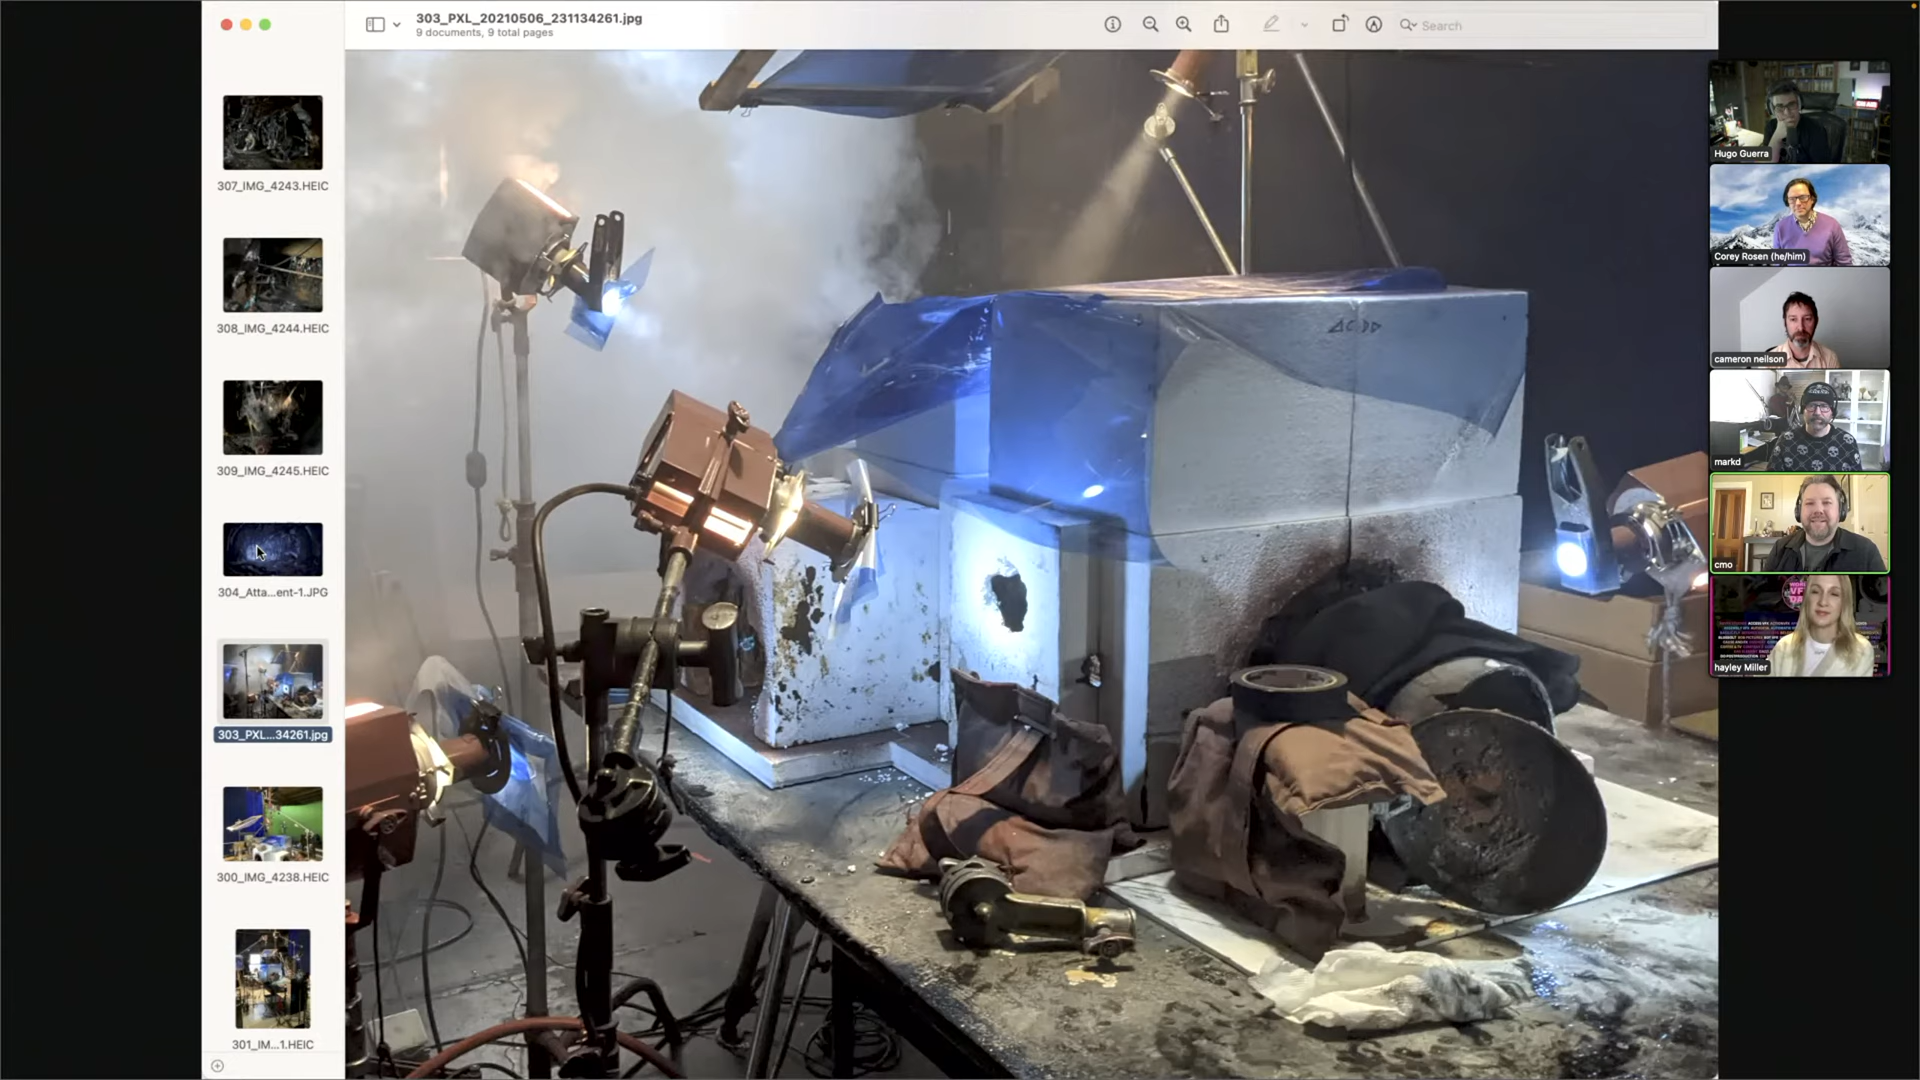 303_PXL_20210506_231134261.jpg
9 documents, 9 total pages
Search
307_IMG_4243.HEIC
308_IMG_4244.HEIC
309_IMG_4245.HEIC
304_Atta...ent-1.JPG
303_PXL...34261.jpg
300_IMG_4238.HEIC
301_IM...1.HEIC
Hugo Guerra
Corey Rosen (he/him)
cameron neilson
markd
cmo
hayley Miller